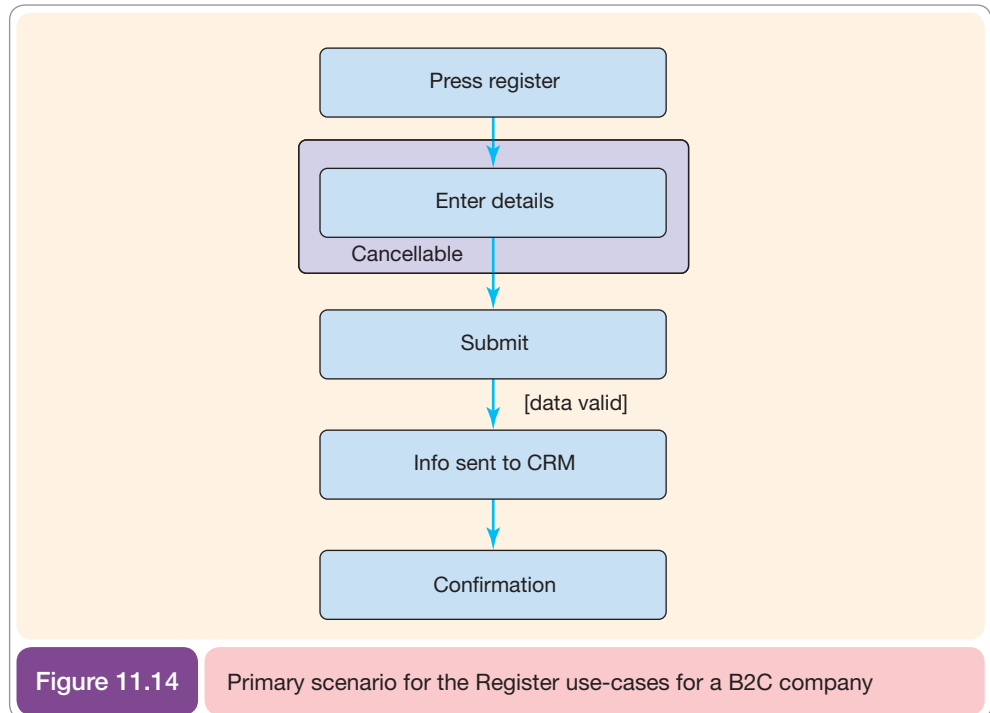 Press register
Enter details
Cancellable
Submit
[data valid]
Info sent to CRM
Confirmation
Figure 11.14 Primary scenario for the Register use-cases for a B2C company